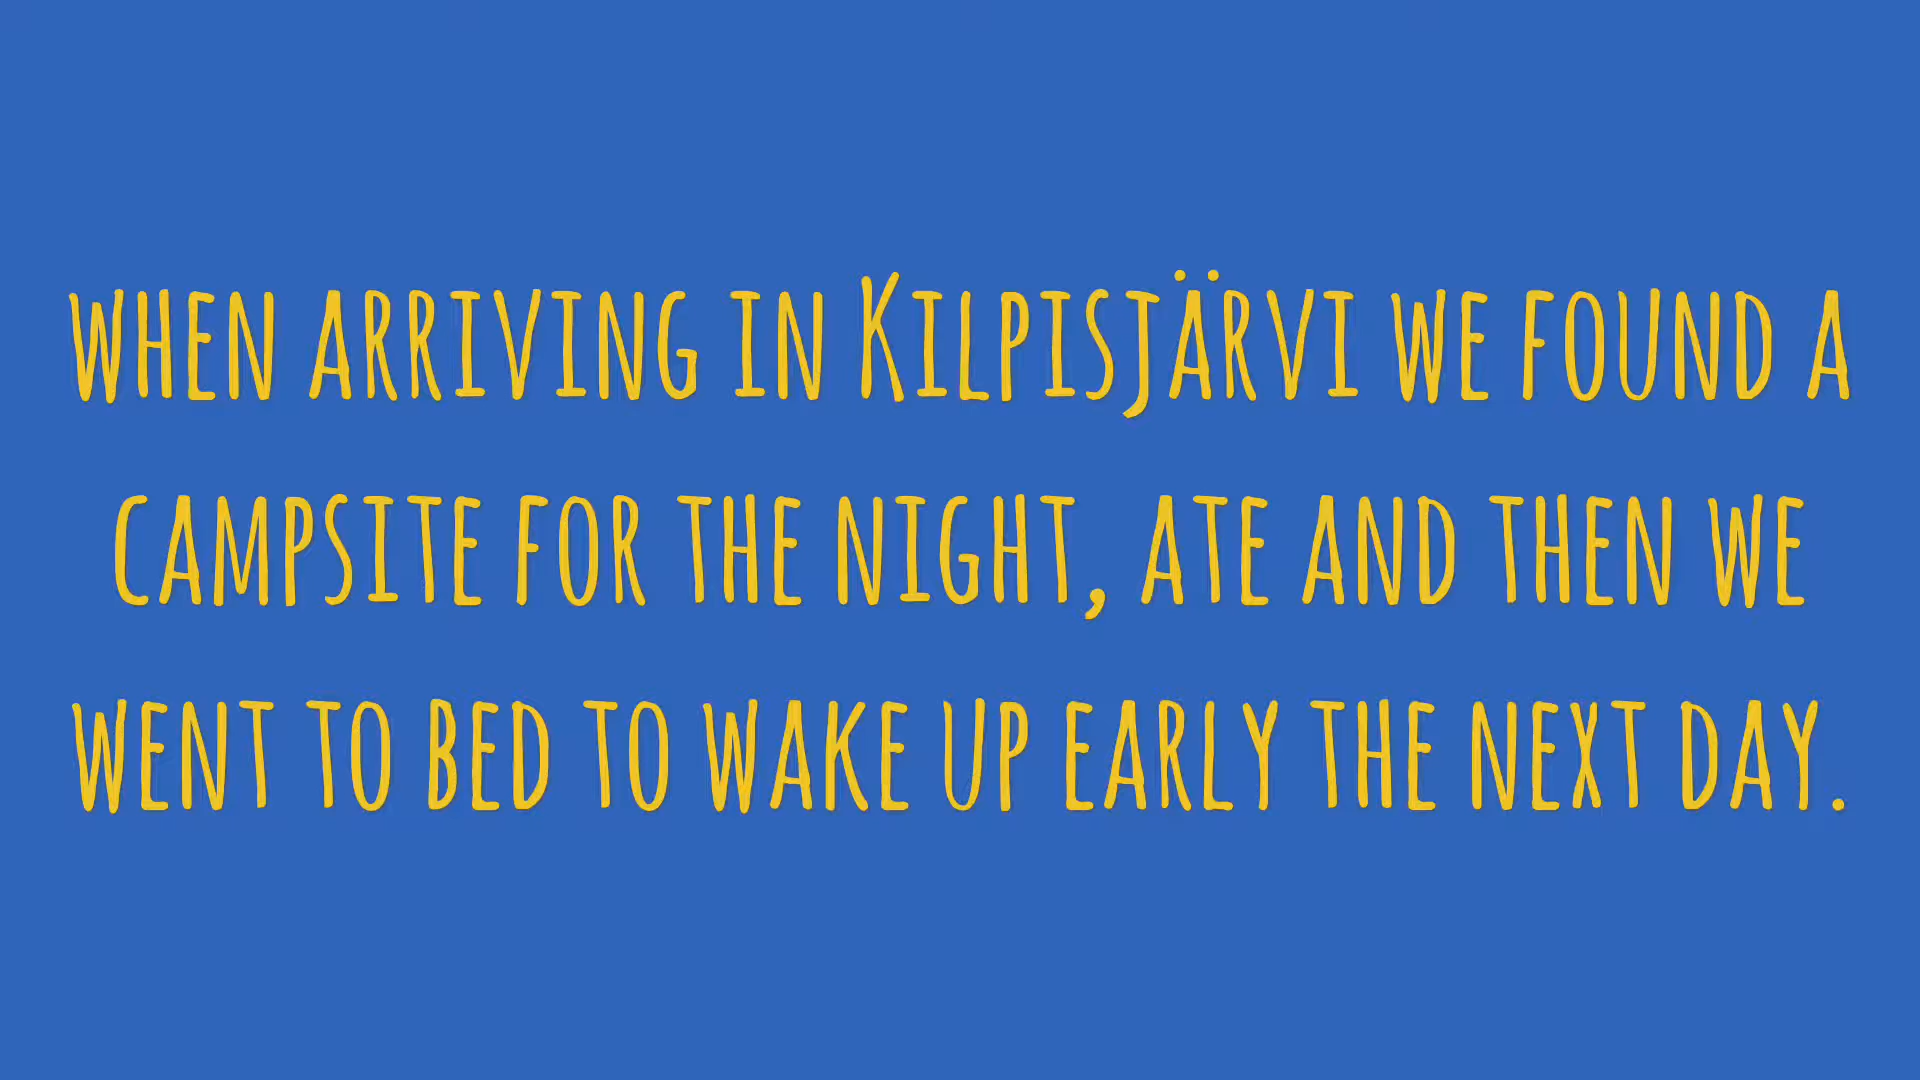 when arriving in Kilpisjärvi we found a
campsite for the night, ate and then we
went to bed to wake up early the next day.